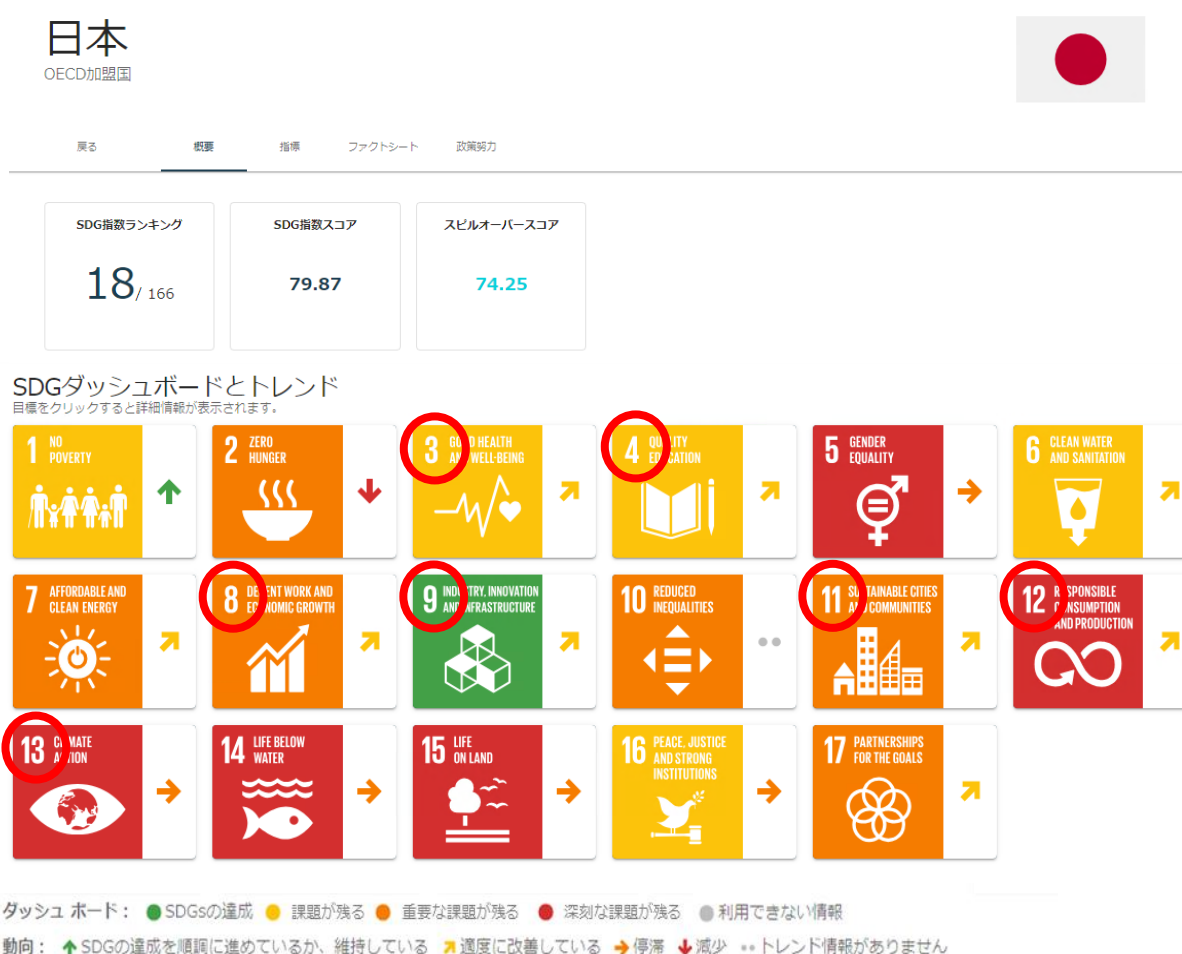 日本
OECD加盟国
戻る 概要 指標 ファクトシート 政策努力
SDG指数ランキング SDG指数スコア スピルオーバースコア
18/ 166 79.87 74.25
SDGダッシュボードとトレンド
目標をクリックすると詳細情報が表示されます。
1 NO
POVERTY
2 ZERO
HUNGER
3 GOOD HEALTH
AND WELL-BEING
4 QUALITY
EDUCATION
5 GENDER
EQUALITY
6 CLEAN WATER
AND SANITATION
7 AFFORDABLE AND
CLEAN ENERGY
8 DECENT WORK AND
ECONOMIC GROWTH
9 INDUSTRY, INNOVATION
AND INFRASTRUCTURE
10 REDUCED
INEQUALITIES
11 SUSTAINABLE CITIES
AND COMMUNITIES
12 RESPONSIBLE
CONSUMPTION
AND PRODUCTION
13 CLIMATE
ACTION
14 LIFE BELOW
WATER
15 LIFE
ON LAND
16 PEACE, JUSTICE
AND STRONG
INSTITUTIONS
17 PARTNERSHIPS
FOR THE GOALS
ダッシュ ボード： SDGsの達成 課題が残る 重要な課題が残る 深刻な課題が残る 利用できない情報
動向： SDGの達成を順調に進めているか、維持している 適度に改善している 停滞 減少 トレンド情報がありません